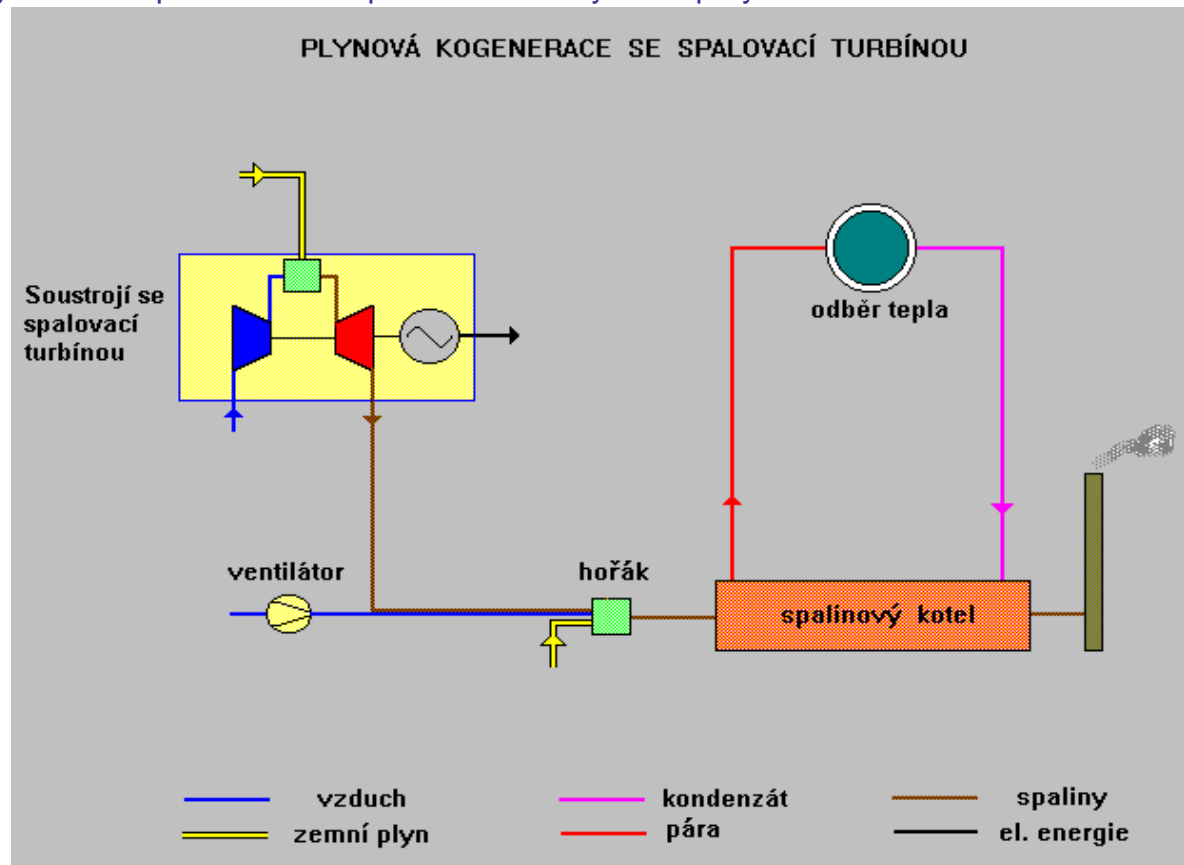 PLYNOVÁ KOGENERACE SE SPALOVACÍ TURBÍNOU
Soustrojí se
spalovací
turbínou
odběr tepla
ventilátor
hořák
spalinový kotel
vzduch
kondenzát
spaliny
zemní plyn
pára
el. energie